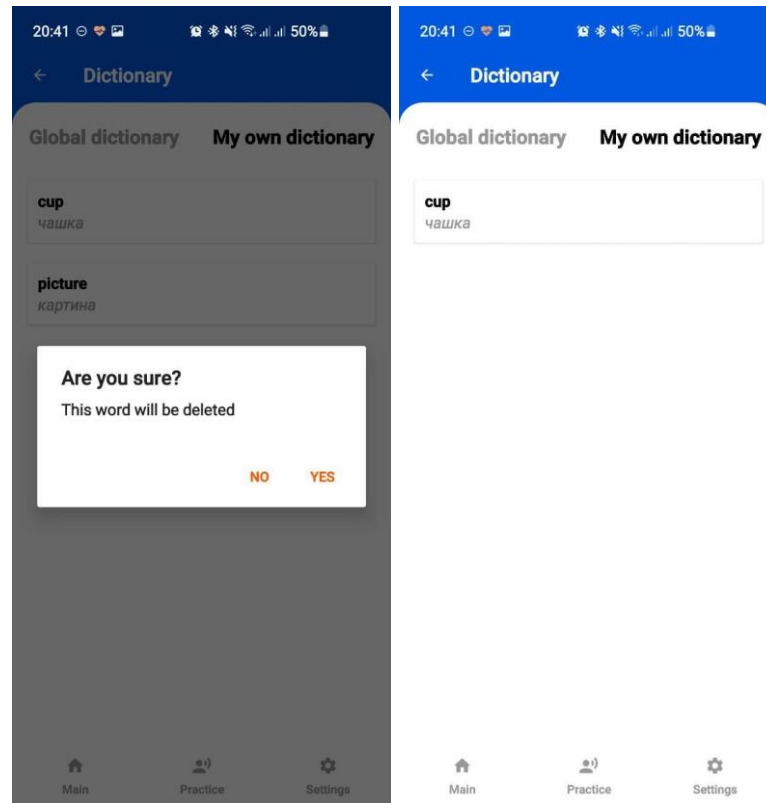 20:41 50%
Dictionary
Global dictionary My own dictionary
cup
чашка
picture
картина
Are you sure?
This word will be deleted
NO YES
Main Practice Settings
20:41 50%
Dictionary
Global dictionary My own dictionary
cup
чашка
Main Practice Settings